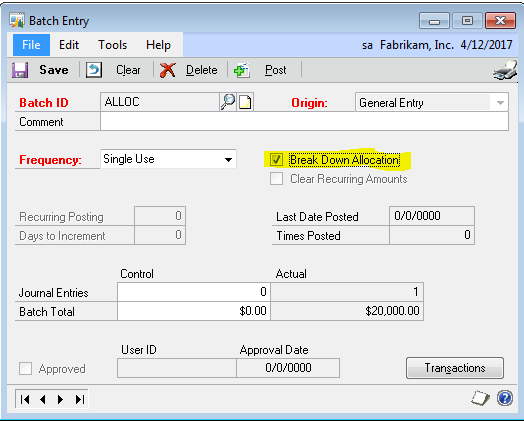 Batch Entry
File Edit Tools Help sa Fabrikam, Inc. 4/12/2017
Save Clear Delete Post
Batch ID ALLOC Origin: General Entry
Comment
Frequency: Single Use Break Down Allocation
Clear Recurring Amounts
Recurring Posting 0 Last Date Posted 0/0/0000
Days to Increment 0 Times Posted 0
Control Actual
Journal Entries 0 1
Batch Total $0.00 $20,000.00
User ID Approval Date
Approved 0/0/0000 Transactions